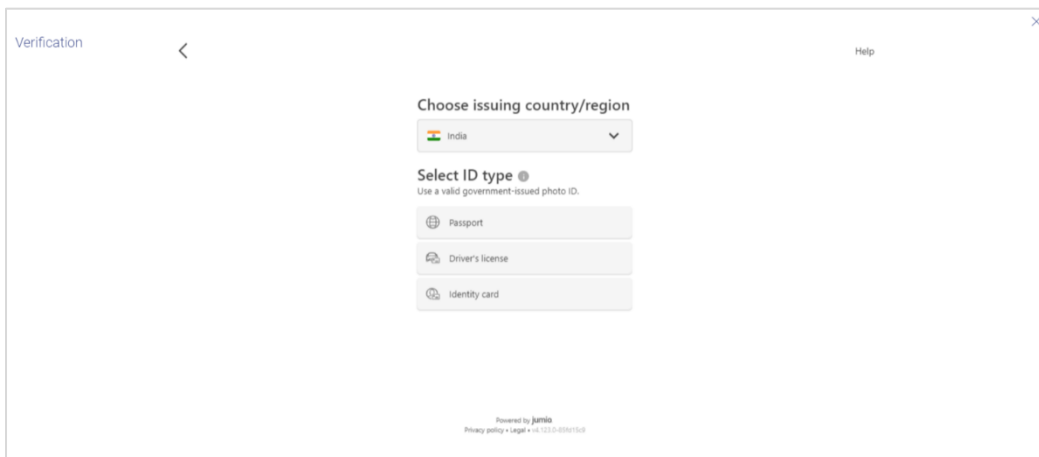 Verification
Help
Choose issuing country/region
India
Select ID type
Use a valid government-issued photo ID.
Passport
Driver's license
Identity card
Powered by jumio
Privacy policy • Legal •